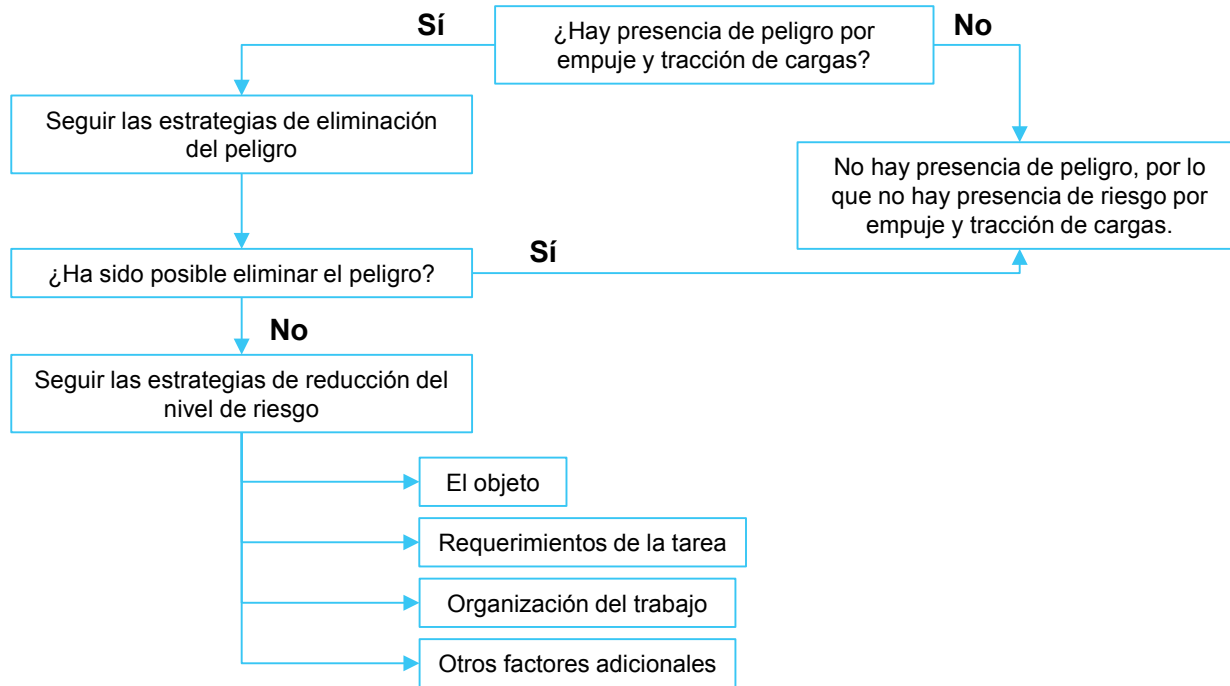 Sí
¿Hay presencia de peligro por
empuje y tracción de cargas?
No
Seguir las estrategias de eliminación
del peligro
No hay presencia de peligro, por lo
que no hay presencia de riesgo por
empuje y tracción de cargas.
¿Ha sido posible eliminar el peligro?
Sí
No
Seguir las estrategias de reducción del
nivel de riesgo
El objeto
Requerimientos de la tarea
Organización del trabajo
Otros factores adicionales